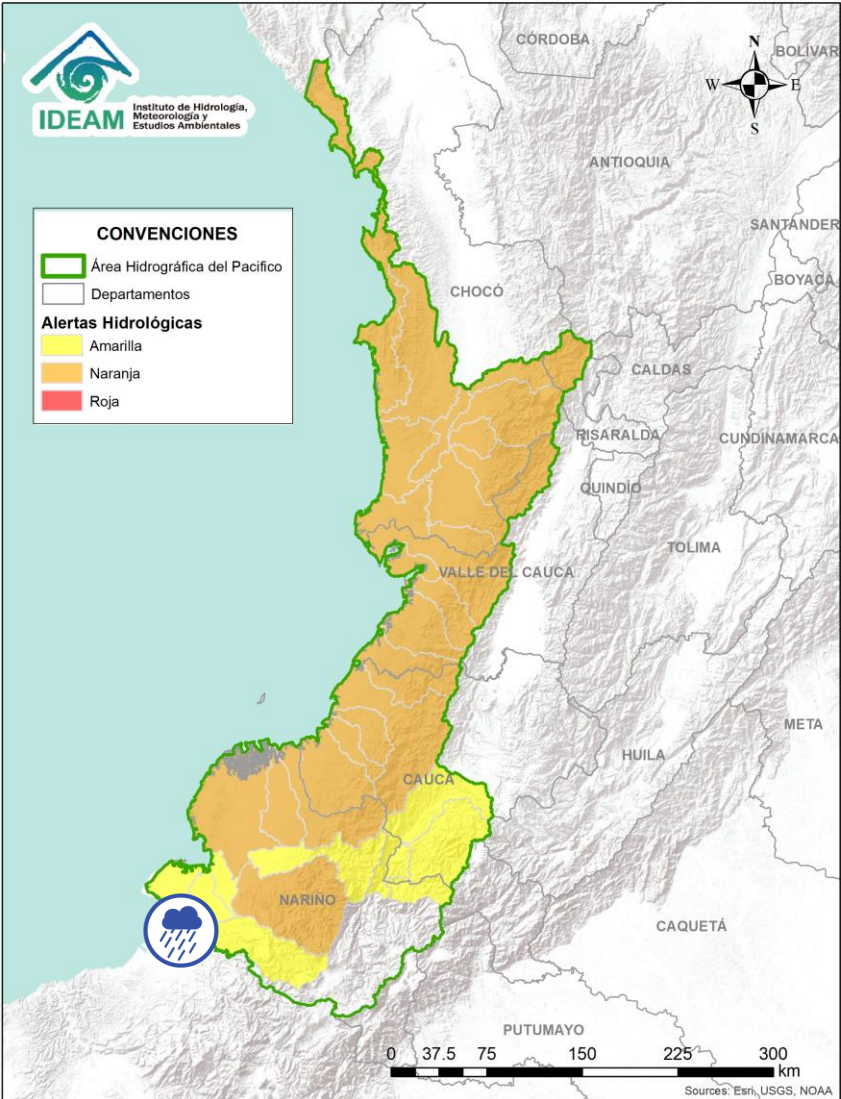 IDEAM
Instituto de Hidrología,
Meteorología y
Estudios Ambientales
CÓRDOBA
BOLÍVAR
N
W
E
S
ANTIOQUIA
SANTANDER
BOYACÁ
CONVENCIONES
Área Hidrográfica del Pacifico
Departamentos
Alertas Hidrológicas
Amarilla
Naranja
Roja
CHOCÓ
CALDAS
RISARALDA
CUNDINAMARCA
QUINDÍO
TOLIMA
VALLE DEL CAUCA
META
HUILA
CAUCA
NARIÑO
CAQUETÁ
PUTUMAYO
0 37.5 75 150 225 300
km
Sources: Esri, USGS, NOAA